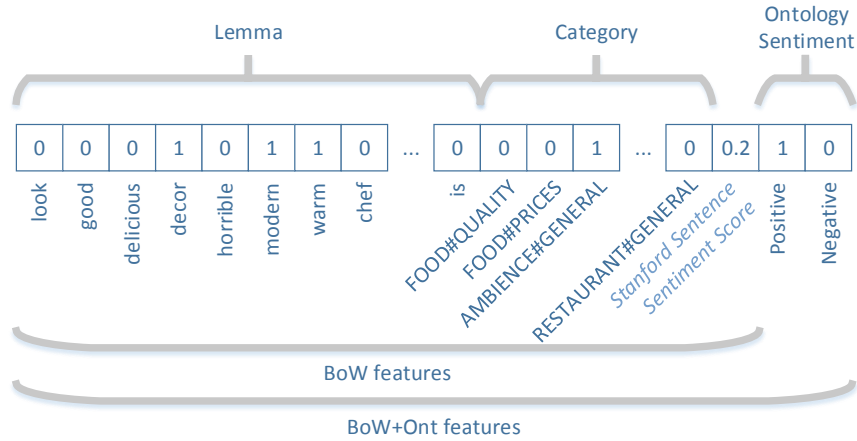 Lemma
Category
Ontology
Sentiment
0 0 0 1 0 1 1 0 ... 0 0 0 1 ... 0 0.2 1 0
look
good
delicious
decor
horrible
modern
warm
chef
is
FOOD#QUALITY
FOOD#PRICES
AMBIENCE#GENERAL
RESTAURANT#GENERAL
Stanford Sentence
Sentiment Score
Positive
Negative
BoW features
BoW+Ont features